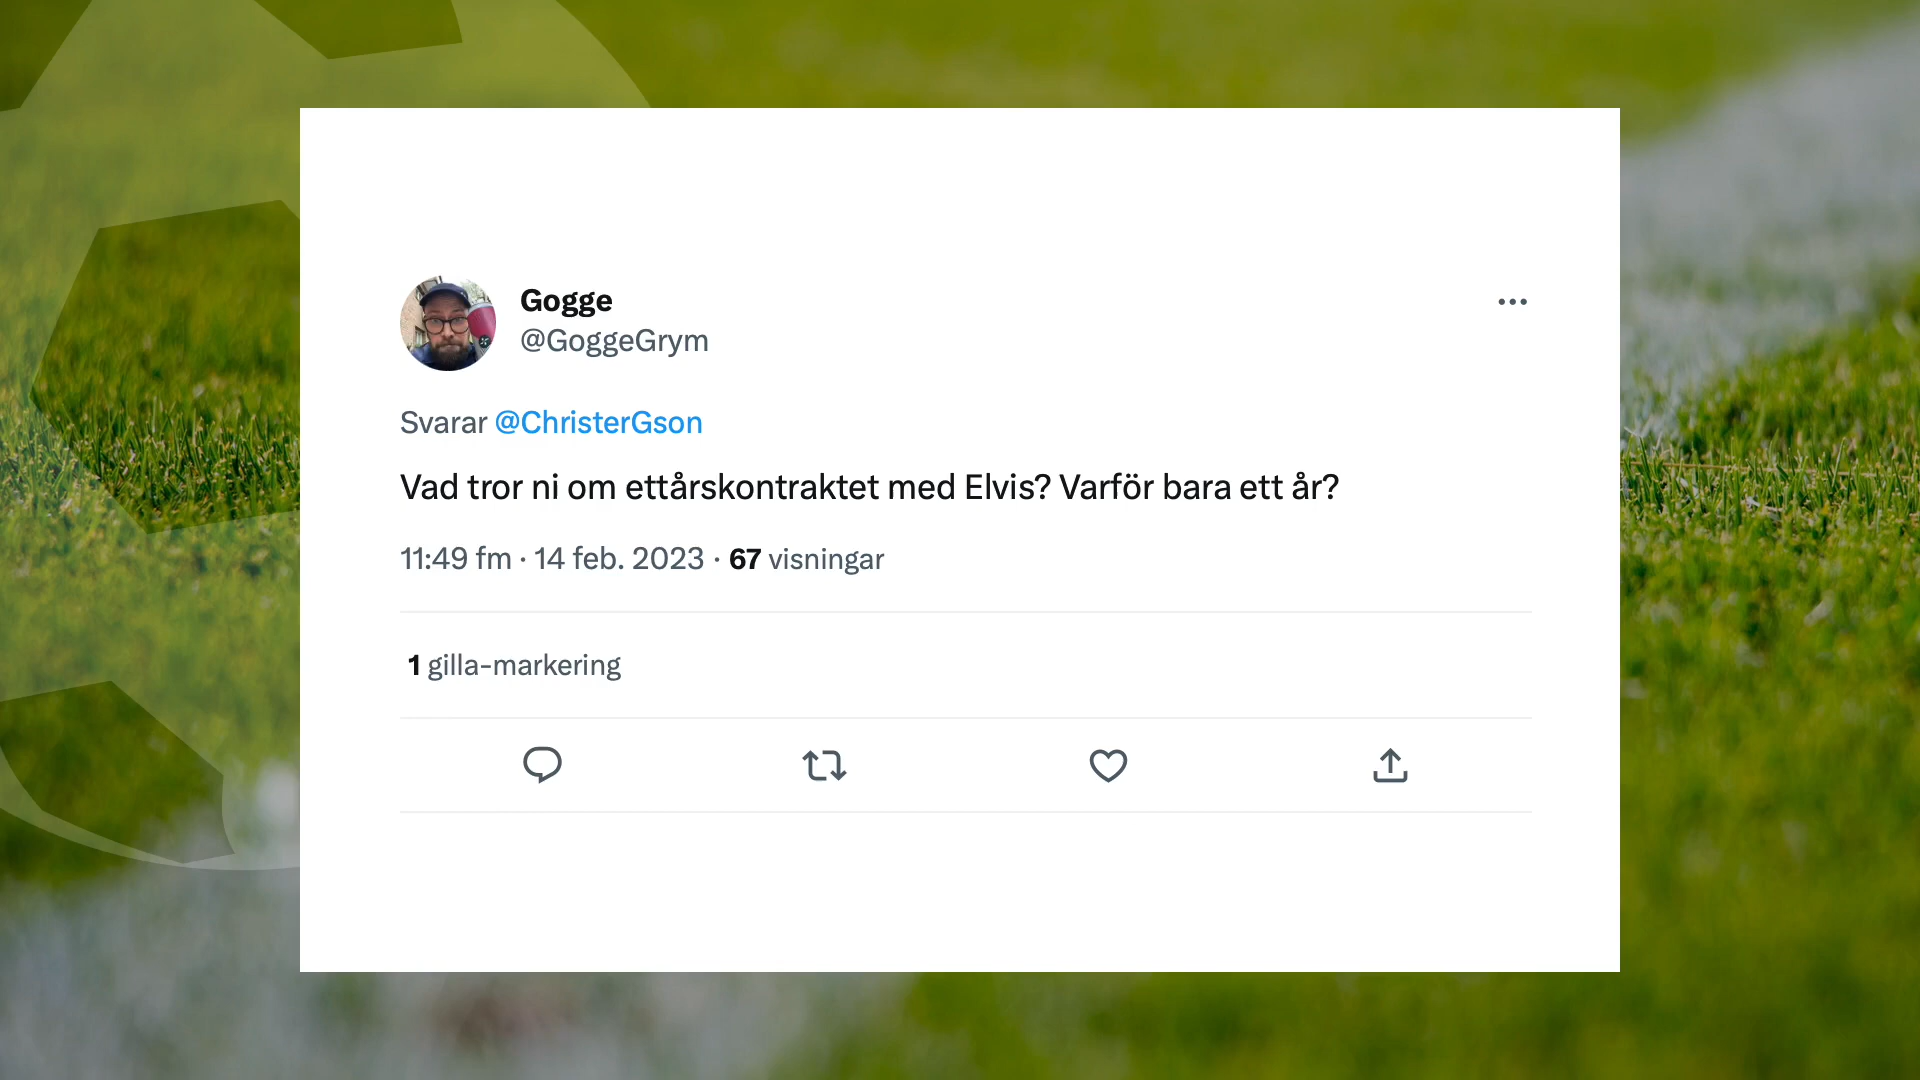 Gogge
@GoggeGrym
Svarar @ChristerGson
Vad tror ni om ettårskontraktet med Elvis? Varför bara ett år?
11:49 fm · 14 feb. 2023 · 67 visningar
1 gilla-markering